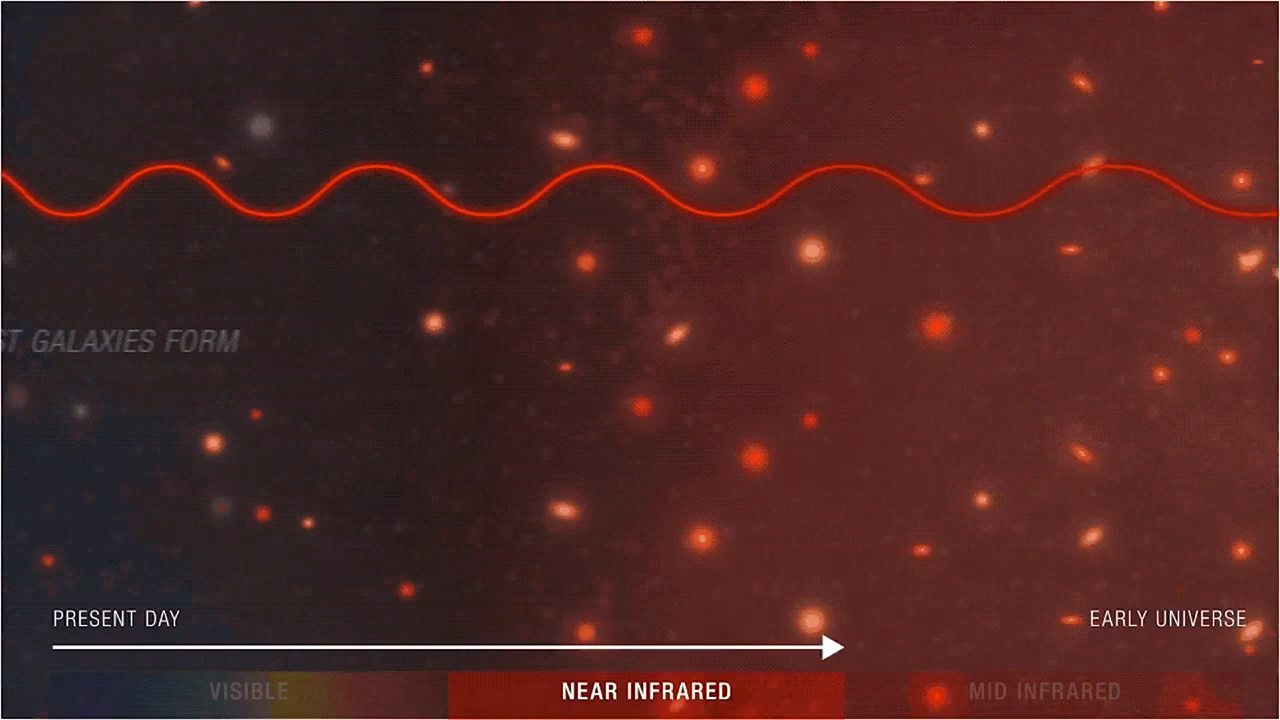 ST GALAXIES FORM
PRESENT DAY
EARLY UNIVERSE
VISIBLE
NEAR INFRARED
MID INFRARED